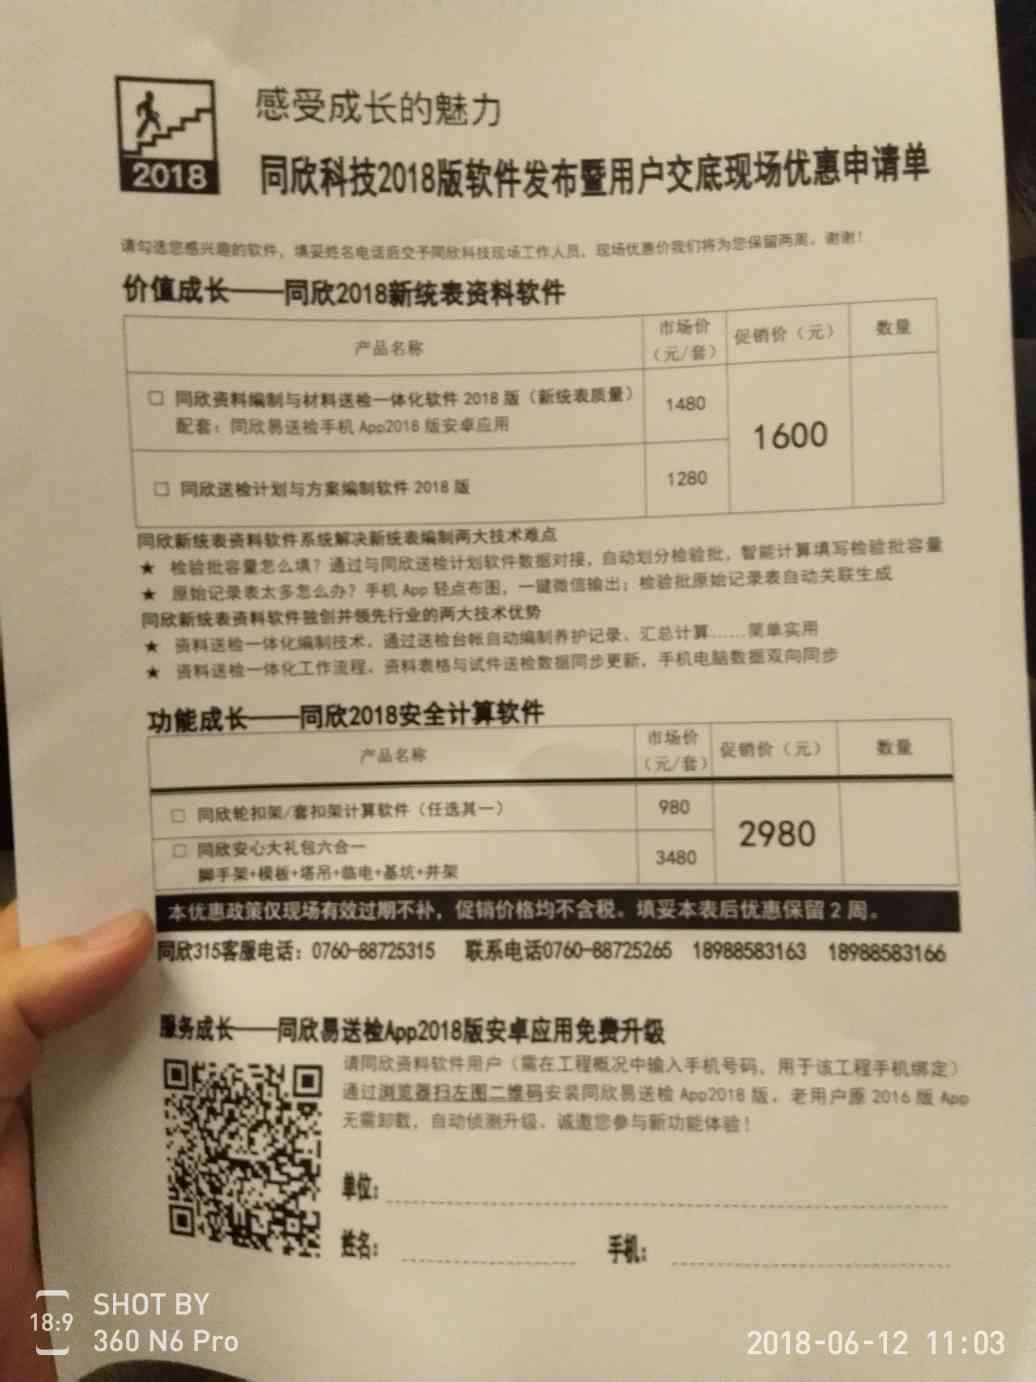 感受成长的魅力
2018
同欣科技2018版软件发布暨用户交底现场优惠申请单
请勾选您感兴趣的软件，填妥姓名电话后交予同欣科技现场工作人员，现场优惠价我们将为您保留两周。谢谢！
价值成长——同欣2018新统表资料软件
产品名称 市场价（元/套） 促销价（元） 数量
□ 同欣资料编制与材料送检一体化软件 2018 版（新统表质量） 1480
配套：同欣易送检手机 App2018 版安卓应用
1600
□ 同欣送检计划与方案编制软件 2018 版 1280
同欣新统表资料软件系统解决新统表编制两大技术难点
★ 检验批容量怎么填？通过与同欣送检计划软件数据对接，自动划分检验批，智能计算填写检验批容量
★ 原始记录表太多怎么办？手机 App 轻点布图，一键微信输出；检验批原始记录表自动关联生成
同欣新统表资料软件独创并领先行业的两大技术优势
★ 资料送检一体化编制技术，通过送检台帐自动编制养护记录、汇总计算……简单实用
★ 资料送检一体化工作流程，资料表格与试件送检数据同步更新，手机电脑数据双向同步
功能成长——同欣2018安全计算软件
产品名称 市场价（元/套） 促销价（元） 数量
□ 同欣轮扣架/套扣架计算软件（任选其一） 980
2980
□ 同欣安心大礼包六合一 3480
脚手架+模板+塔吊+临电+基坑+井架
本优惠政策仅现场有效过期不补，促销价格均不含税。填妥本表后优惠保留 2 周。
同欣315客服电话：0760-88725315 联系电话0760-88725265 18988583163 18988583166
服务成长——同欣易送检App2018版安卓应用免费升级
请同欣资料软件用户（需在工程概况中输入手机号码，用于该工程手机绑定）
通过浏览器扫左图二维码安装同欣易送检 App2018 版。老用户原 2016 版 App
无需卸载，自动侦测升级。诚邀您参与新功能体验！
单位：
姓名： 手机：
18:9 SHOT BY
360 N6 Pro
2018-06-12 11:03